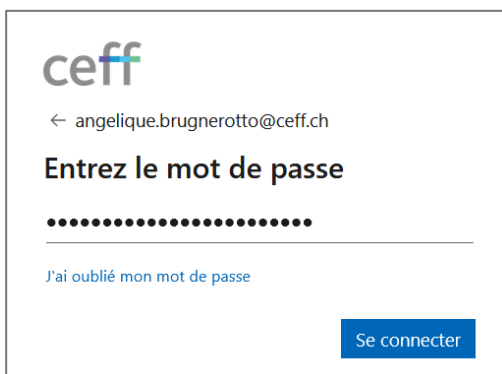 ceff
← angelique.brugnerotto@ceff.ch
Entrez le mot de passe
••••••••••••••••••••••••
J'ai oublié mon mot de passe
Se connecter